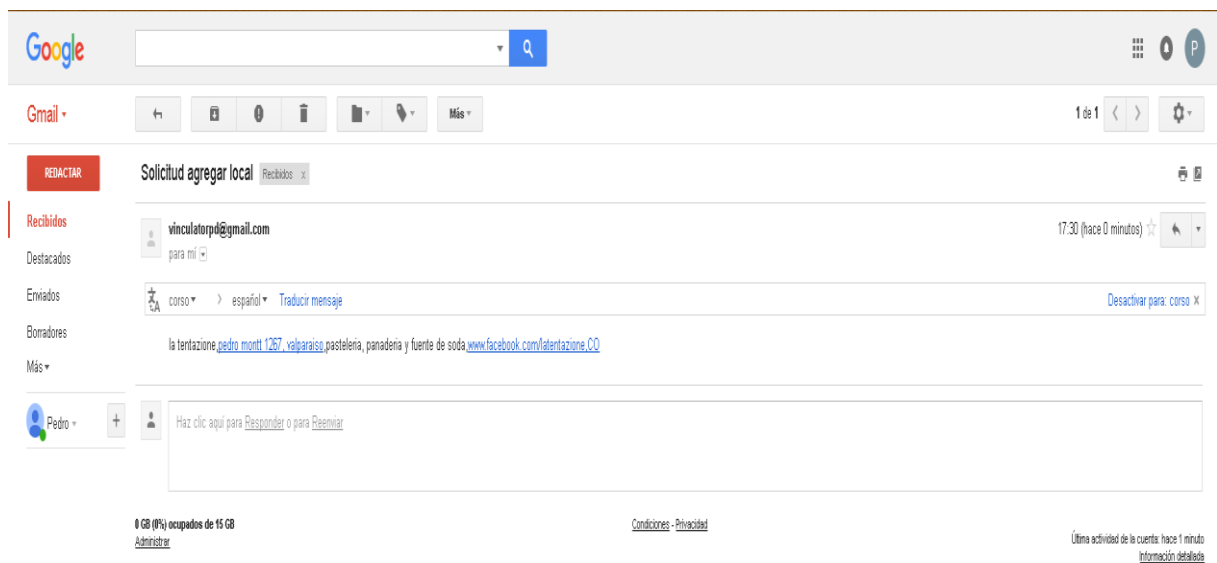 Google
P
Gmail
Más
1 de 1
REDACTAR
Solicitud agregar local Recibidos x
Recibidos
Destacados
Enviados
Borradores
Más
Pedro
vinculatorpd@gmail.com
17:30 (hace 0 minutos)
para mí
corso > español Traducir mensaje
Desactivar para: corso x
la tentazione,pedro montt 1267, valparaiso,pasteleria, panaderia y fuente de soda,www.facebook.com/latentazione,CO
Haz clic aquí para Responder o para Reenviar
0 GB (0%) ocupados de 15 GB
Administrar
Condiciones - Privacidad
Última actividad de la cuenta: hace 1 minuto
Información detallada